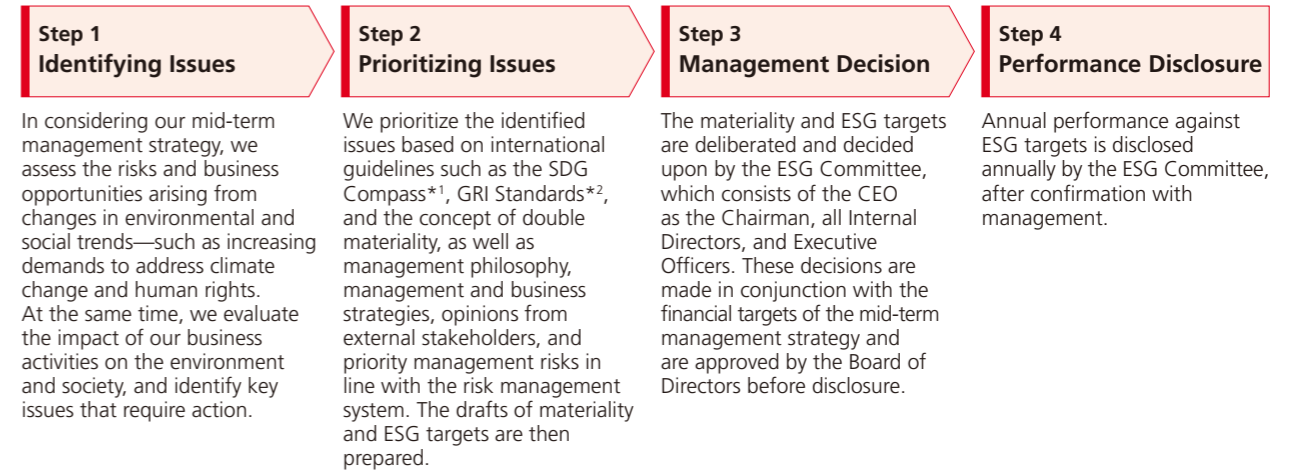 Step 1
Identifying Issues
In considering our mid-term
management strategy, we
assess the risks and business
opportunities arising from
changes in environmental and
social trends—such as increasing
demands to address climate
change and human rights.
At the same time, we evaluate
the impact of our business
activities on the environment
and society, and identify key
issues that require action.
Step 2
Prioritizing Issues
We prioritize the identified
issues based on international
guidelines such as the SDG
Compass*1, GRI Standards*2,
and the concept of double
materiality, as well as
management philosophy,
management and business
strategies, opinions from
external stakeholders, and
priority management risks in
line with the risk management
system. The drafts of materiality
and ESG targets are then
prepared.
Step 3
Management Decision
The materiality and ESG targets
are deliberated and decided
upon by the ESG Committee,
which consists of the CEO
as the Chairman, all Internal
Directors, and Executive
Officers. These decisions are
made in conjunction with the
financial targets of the mid-term
management strategy and
are approved by the Board of
Directors before disclosure.
Step 4
Performance Disclosure
Annual performance against
ESG targets is disclosed
annually by the ESG Committee,
after confirmation with
management.